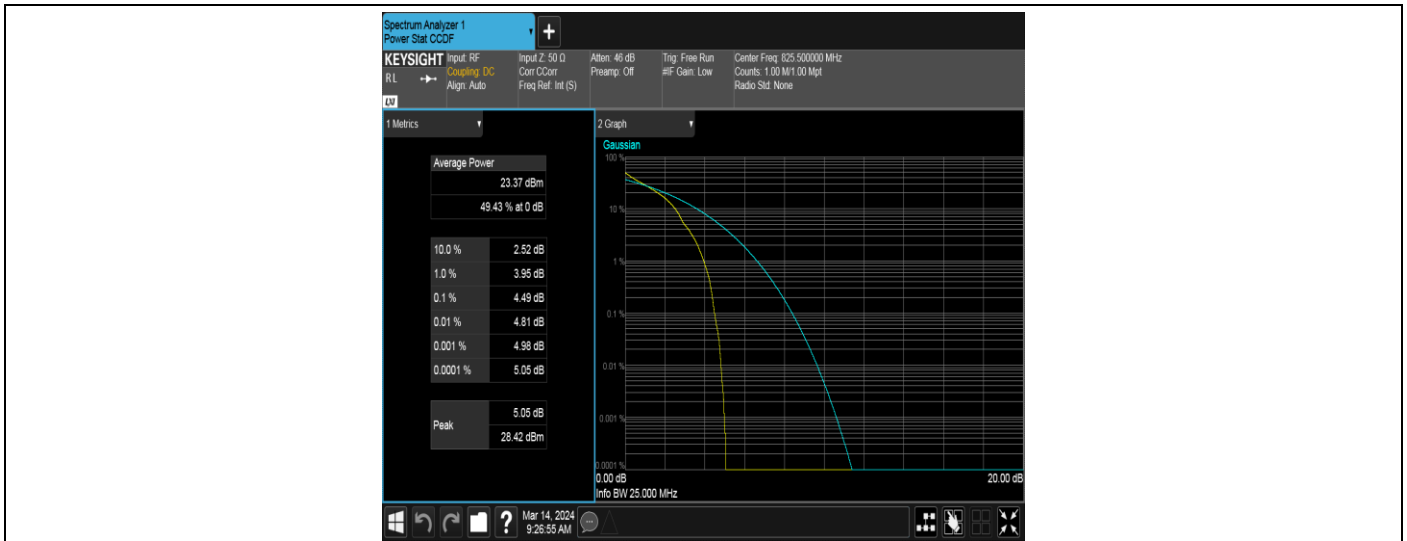 Spectrum Analyzer 1
Power Stat CCDF
+
KEYSIGHT
Input: RF
Input Z: 50 Ω
Atten: 46 dB
Trig: Free Run
Center Freq: 825.500000 MHz
RL
Coupling: DC
Corr CCorr
Preamp: Off
#IF Gain: Low
Counts: 1.00 M/1.00 Mpt
Align: Auto
Freq Ref: Int (S)
Radio Std: None
LXI
1 Metrics
2 Graph
Average Power
23.37 dBm
49.43 % at 0 dB
10.0 % 2.52 dB
1.0 % 3.95 dB
0.1 % 4.49 dB
0.01 % 4.81 dB
0.001 % 4.98 dB
0.0001 % 5.05 dB
Peak
5.05 dB
28.42 dBm
Gaussian
100 %
10 %
1 %
0.1 %
0.01 %
0.001 %
0.0001 %
0.00 dB
20.00 dB
Info BW 25.000 MHz
?
Mar 14, 2024
9:26:55 AM